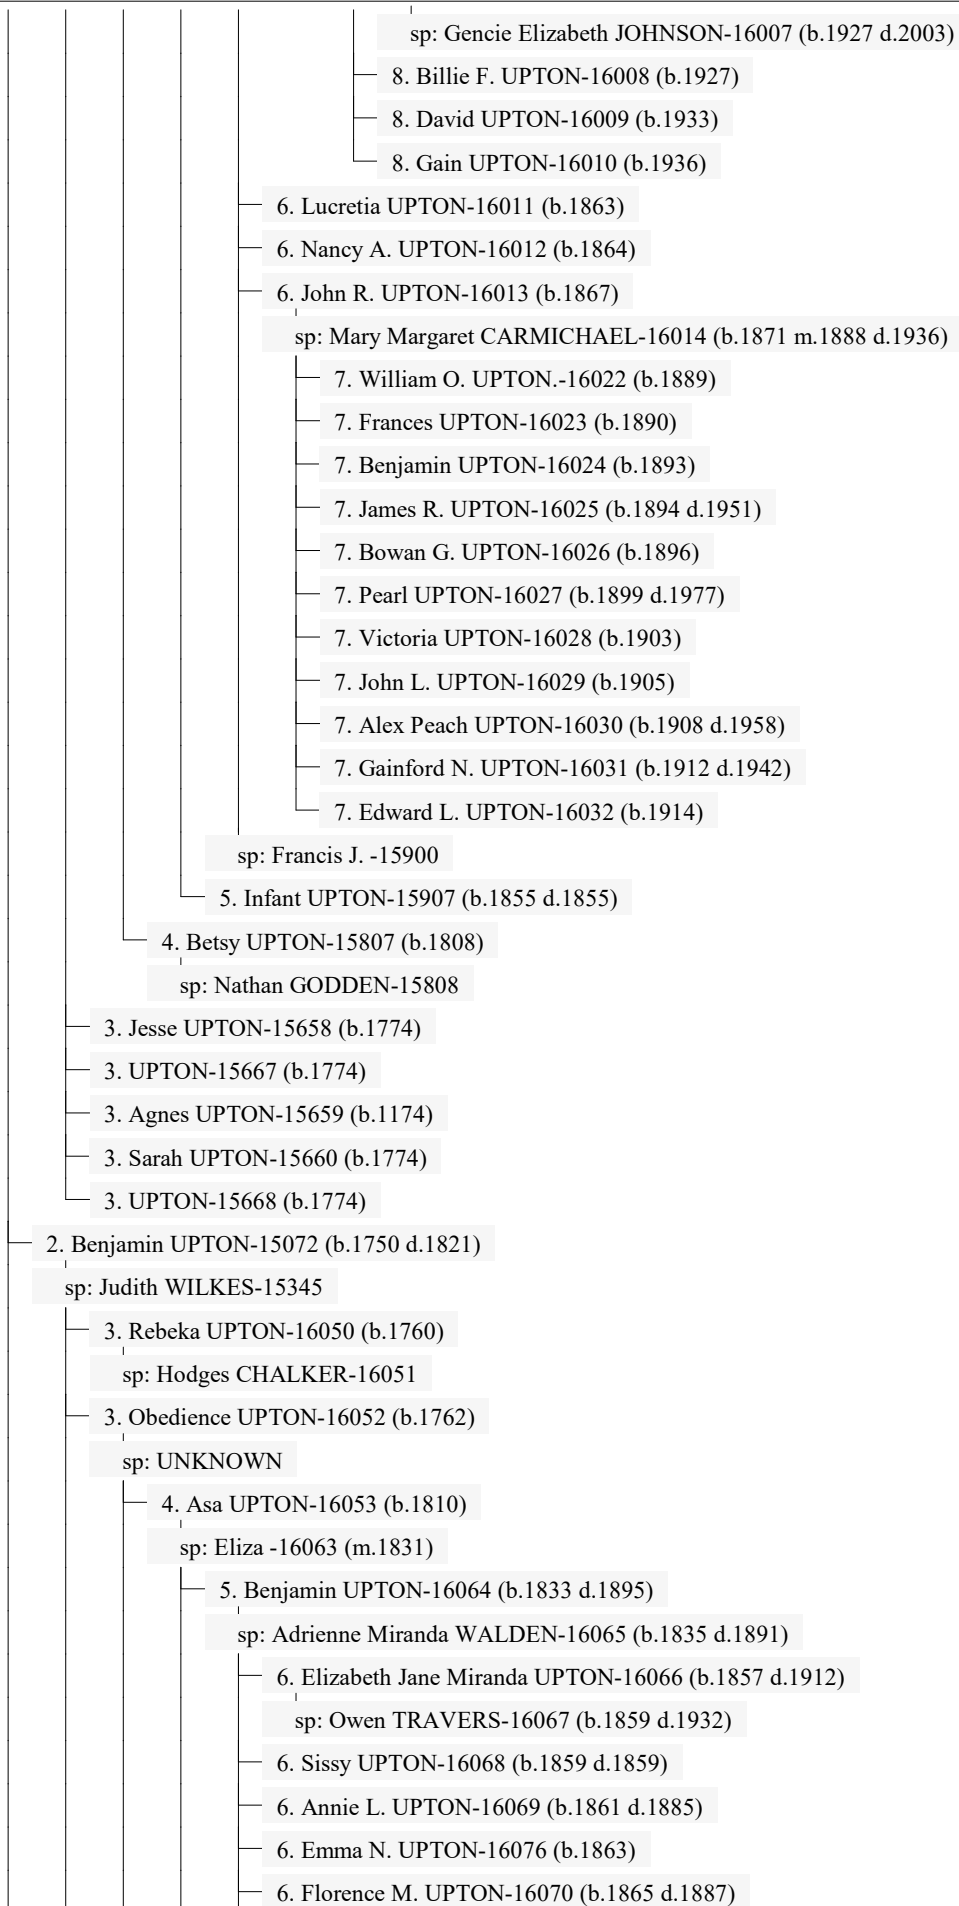 sp: Gencie Elizabeth JOHNSON-16007 (b.1927 d.2003)
8. Billie F. UPTON-16008 (b.1927)
8. David UPTON-16009 (b.1933)
8. Gain UPTON-16010 (b.1936)
6. Lucretia UPTON-16011 (b.1863)
6. Nancy A. UPTON-16012 (b.1864)
6. John R. UPTON-16013 (b.1867)
sp: Mary Margaret CARMICHAEL-16014 (b.1871 m.1888 d.1936)
7. William O. UPTON.-16022 (b.1889)
7. Frances UPTON-16023 (b.1890)
7. Benjamin UPTON-16024 (b.1893)
7. James R. UPTON-16025 (b.1894 d.1951)
7. Bowan G. UPTON-16026 (b.1896)
7. Pearl UPTON-16027 (b.1899 d.1977)
7. Victoria UPTON-16028 (b.1903)
7. John L. UPTON-16029 (b.1905)
7. Alex Peach UPTON-16030 (b.1908 d.1958)
7. Gainford N. UPTON-16031 (b.1912 d.1942)
7. Edward L. UPTON-16032 (b.1914)
sp: Francis J. -15900
5. Infant UPTON-15907 (b.1855 d.1855)
4. Betsy UPTON-15807 (b.1808)
sp: Nathan GODDEN-15808
3. Jesse UPTON-15658 (b.1774)
3. UPTON-15667 (b.1774)
3. Agnes UPTON-15659 (b.1174)
3. Sarah UPTON-15660 (b.1774)
3. UPTON-15668 (b.1774)
2. Benjamin UPTON-15072 (b.1750 d.1821)
sp: Judith WILKES-15345
3. Rebeka UPTON-16050 (b.1760)
sp: Hodges CHALKER-16051
3. Obedience UPTON-16052 (b.1762)
sp: UNKNOWN
4. Asa UPTON-16053 (b.1810)
sp: Eliza -16063 (m.1831)
5. Benjamin UPTON-16064 (b.1833 d.1895)
sp: Adrienne Miranda WALDEN-16065 (b.1835 d.1891)
6. Elizabeth Jane Miranda UPTON-16066 (b.1857 d.1912)
sp: Owen TRAVERS-16067 (b.1859 d.1932)
6. Sissy UPTON-16068 (b.1859 d.1859)
6. Annie L. UPTON-16069 (b.1861 d.1885)
6. Emma N. UPTON-16076 (b.1863)
6. Florence M. UPTON-16070 (b.1865 d.1887)